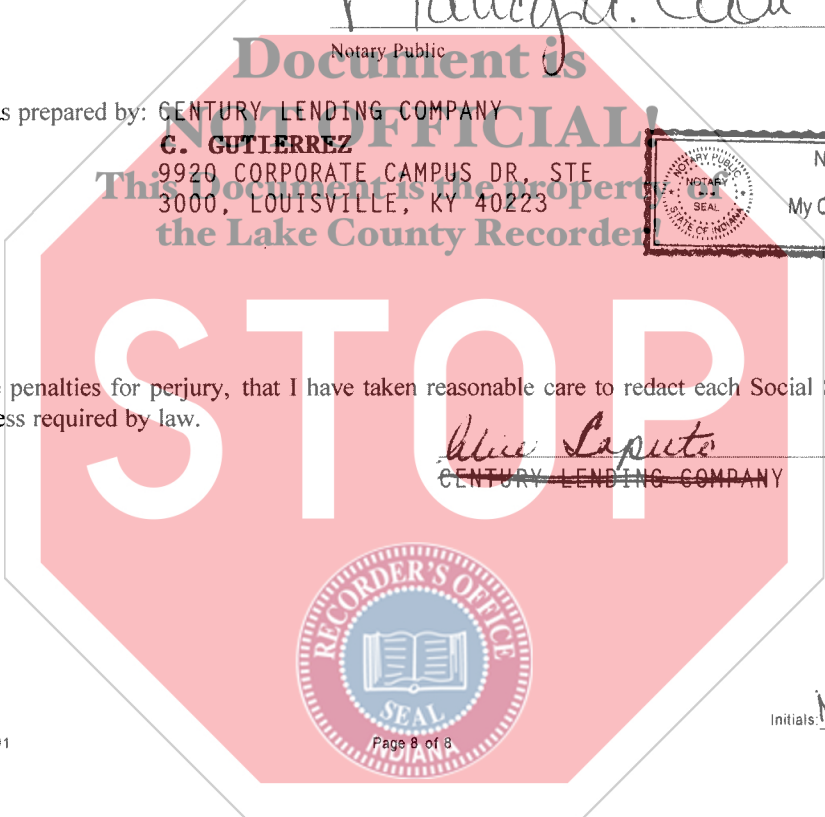 Notary Public
Document is
s prepared by: CENTURY LENDING COMPANY
NOT OFFICIAL!
C. GUTIERREZ
9920 CORPORATE CAMPUS DR, STE
This Document is the property of
3000, LOUISVILLE, KY 40223
the Lake County Recorder!
NOTARY PUBLIC
NOTARY
SEAL
STATE OF INDIANA
N
My C
STOP
penalties for perjury, that I have taken reasonable care to redact each Social
ess required by law.
CENTURY LENDING COMPANY
RECORDER'S OFFICE
SEAL
INDIANA
Page 8 of 8
Initials: